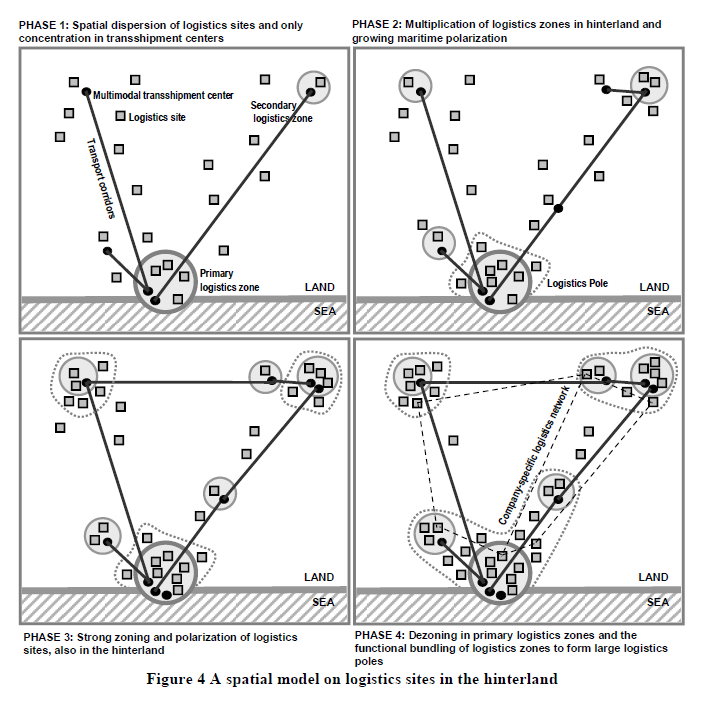 PHASE 1: Spatial dispersion of logistics sites and only
concentration in transshipment centers
PHASE 2: Multiplication of logistics zones in hinterland and
growing maritime polarization
Multimodal transshipment center
Logistics site
Secondary
logistics zone
Transport corridors
Primary
logistics zone
LAND
SEA
Logistics Pole
LAND
SEA
LAND
SEA
Company-specific logistics network
LAND
SEA
PHASE 3: Strong zoning and polarization of logistics
sites, also in the hinterland
PHASE 4: Dezoning in primary logistics zones and the
functional bundling of logistics zones to form large logistics
poles
Figure 4 A spatial model on logistics sites in the hinterland